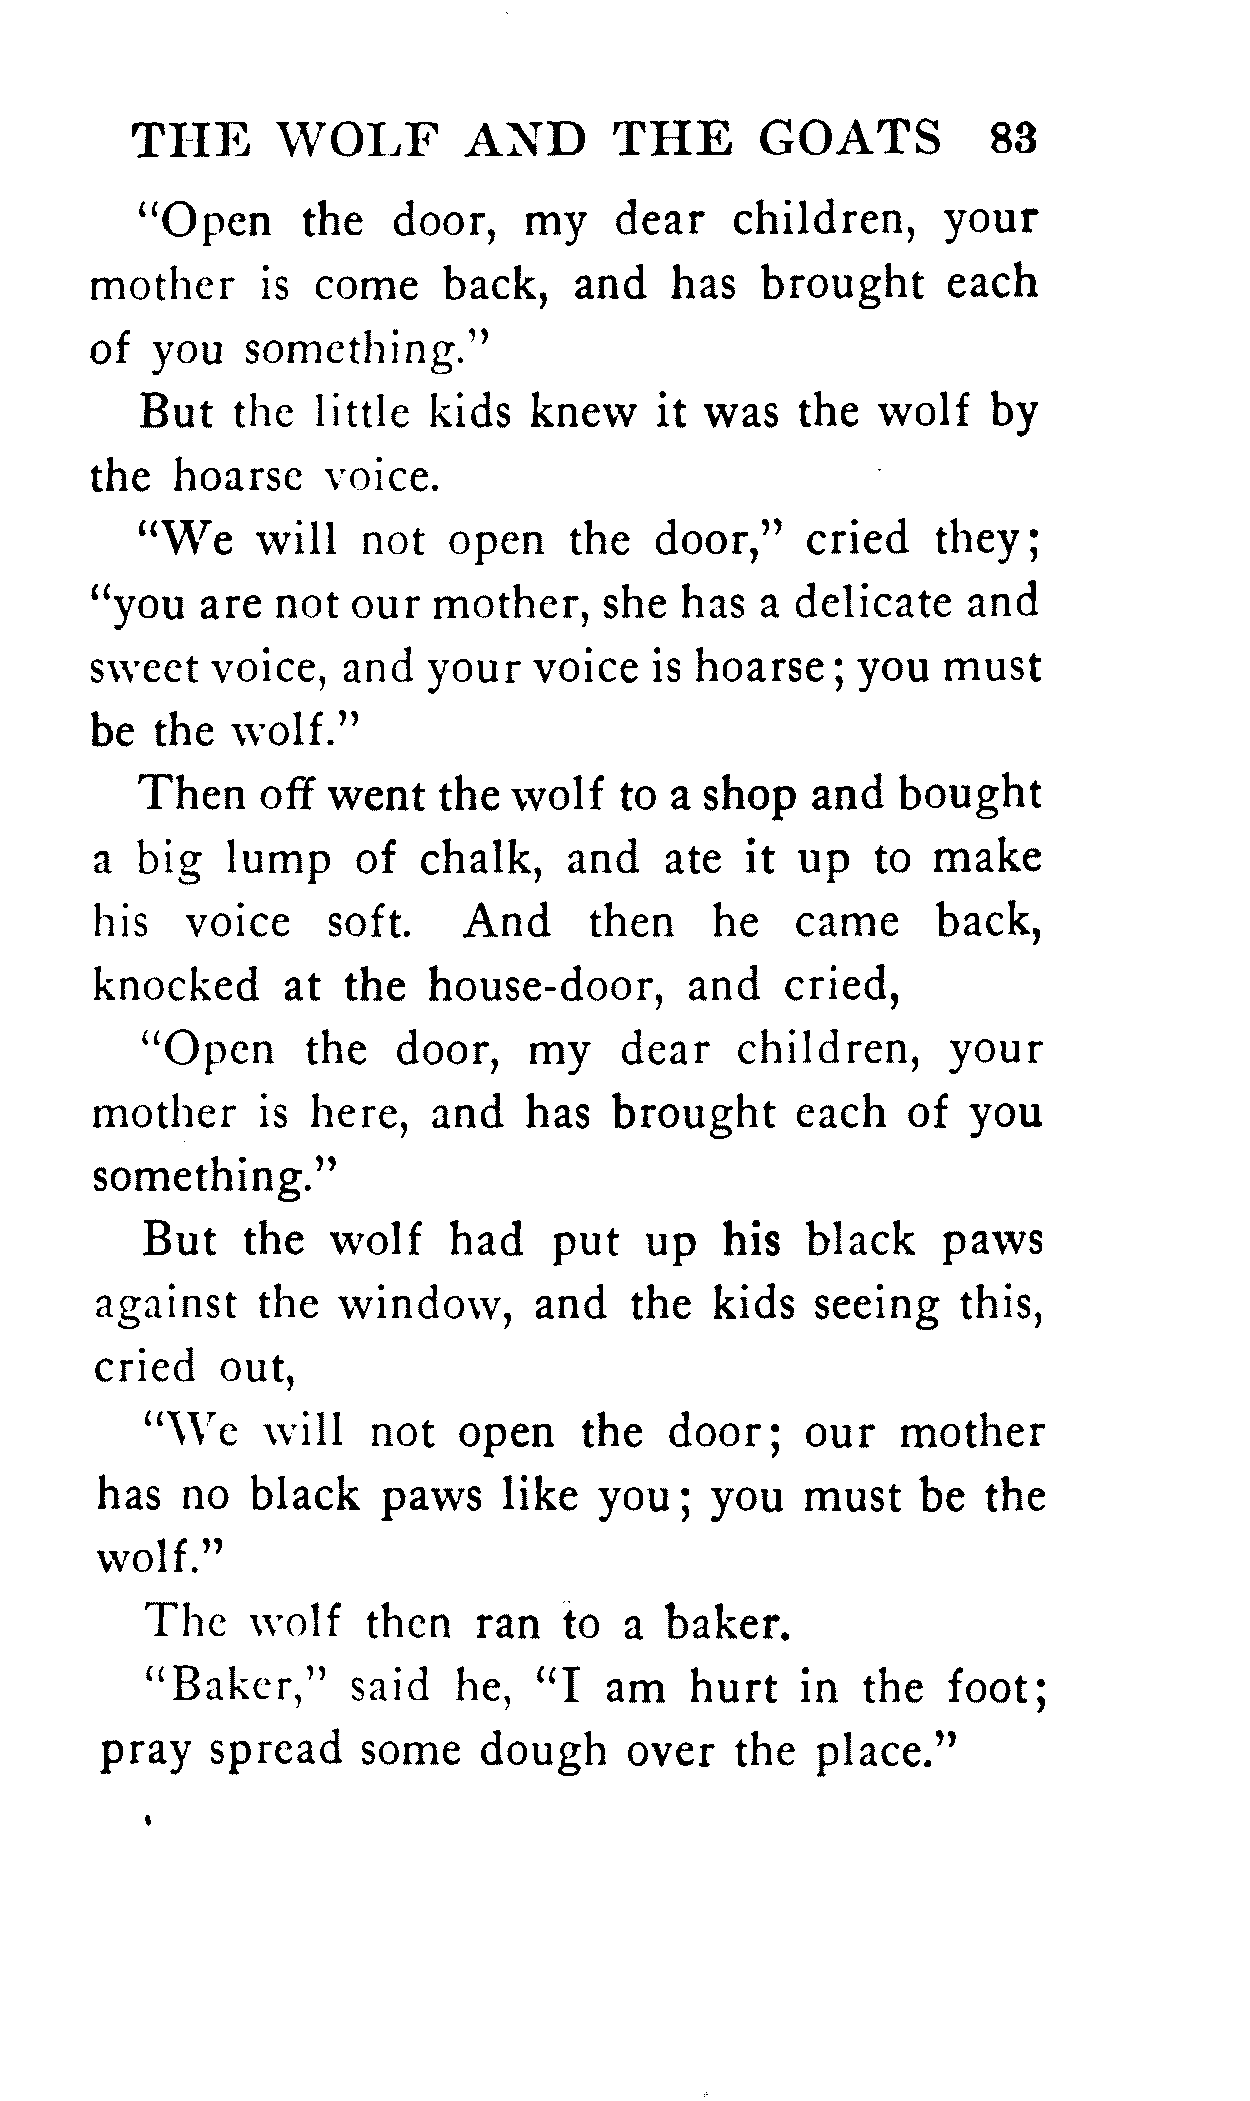 THE WOLF AND THE GOATS 83
"Open the door, my dear children, your
mother is come back, and has brought each
of you something."
But the little kids knew it was the wolf by
the hoarse voice.
"We will not open the door," cried they;
"you are not our mother, she has a delicate and
sweet voice, and your voice is hoarse; you must
be the wolf."
Then off went the wolf to a shop and bought
a big lump of chalk, and ate it up to make
his voice soft. And then he came back,
knocked at the house-door, and cried,
"Open the door, my dear children, your
mother is here, and has brought each of you
something."
But the wolf had put up his black paws
against the window, and the kids seeing this,
cried out,
"We will not open the door; our mother
has no black paws like you; you must be the
wolf."
The wolf then ran to a baker.
"Baker," said he, "I am hurt in the foot;
pray spread some dough over the place."